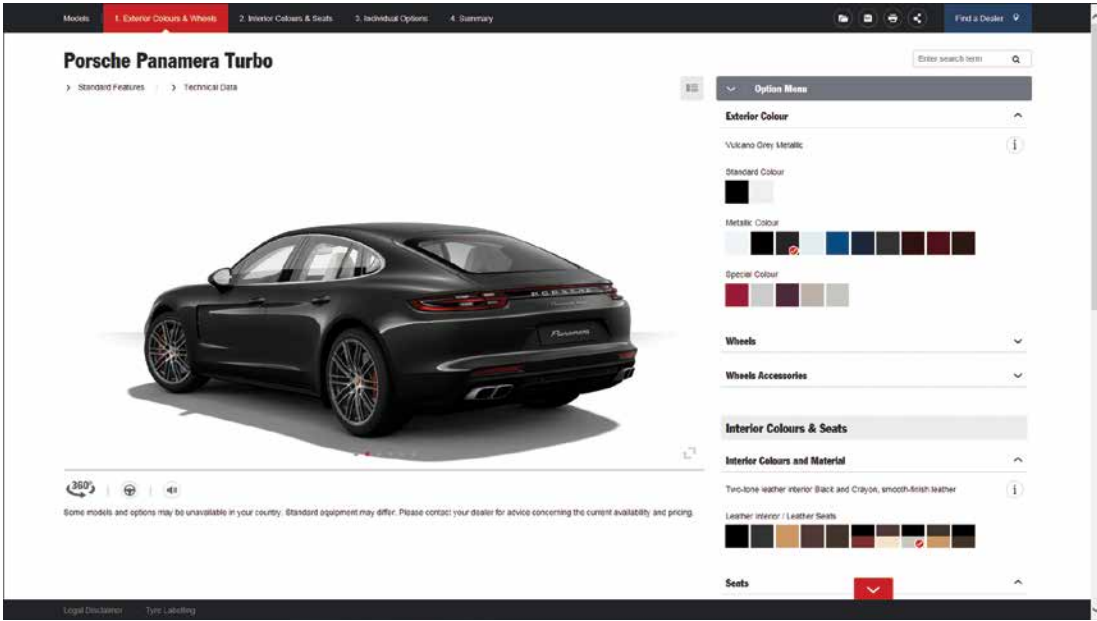 Models
1. Exterior Colours & Wheels
2. Interior Colours & Seats
3. Individual Options
4. Summary
Find a Dealer
Porsche Panamera Turbo
Enter search term
Standard Features
Technical Data
Option Menu
Exterior Colour
Vulcano Grey Metallic
i
Standard Colour
Metallic Colour
Special Colour
PORSCHE
Panamera
Wheels
Wheels Accessories
Interior Colours & Seats
Interior Colours and Material
Two-tone leather interior Black and Crayon, smooth-finish leather
i
Leather Interior / Leather Seats
Seats
360°
Some models and options may be unavailable in your country. Standard equipment may differ. Please contact your dealer for advice concerning the current availability and pricing.
Legal Disclaimer
Tyre Labelling